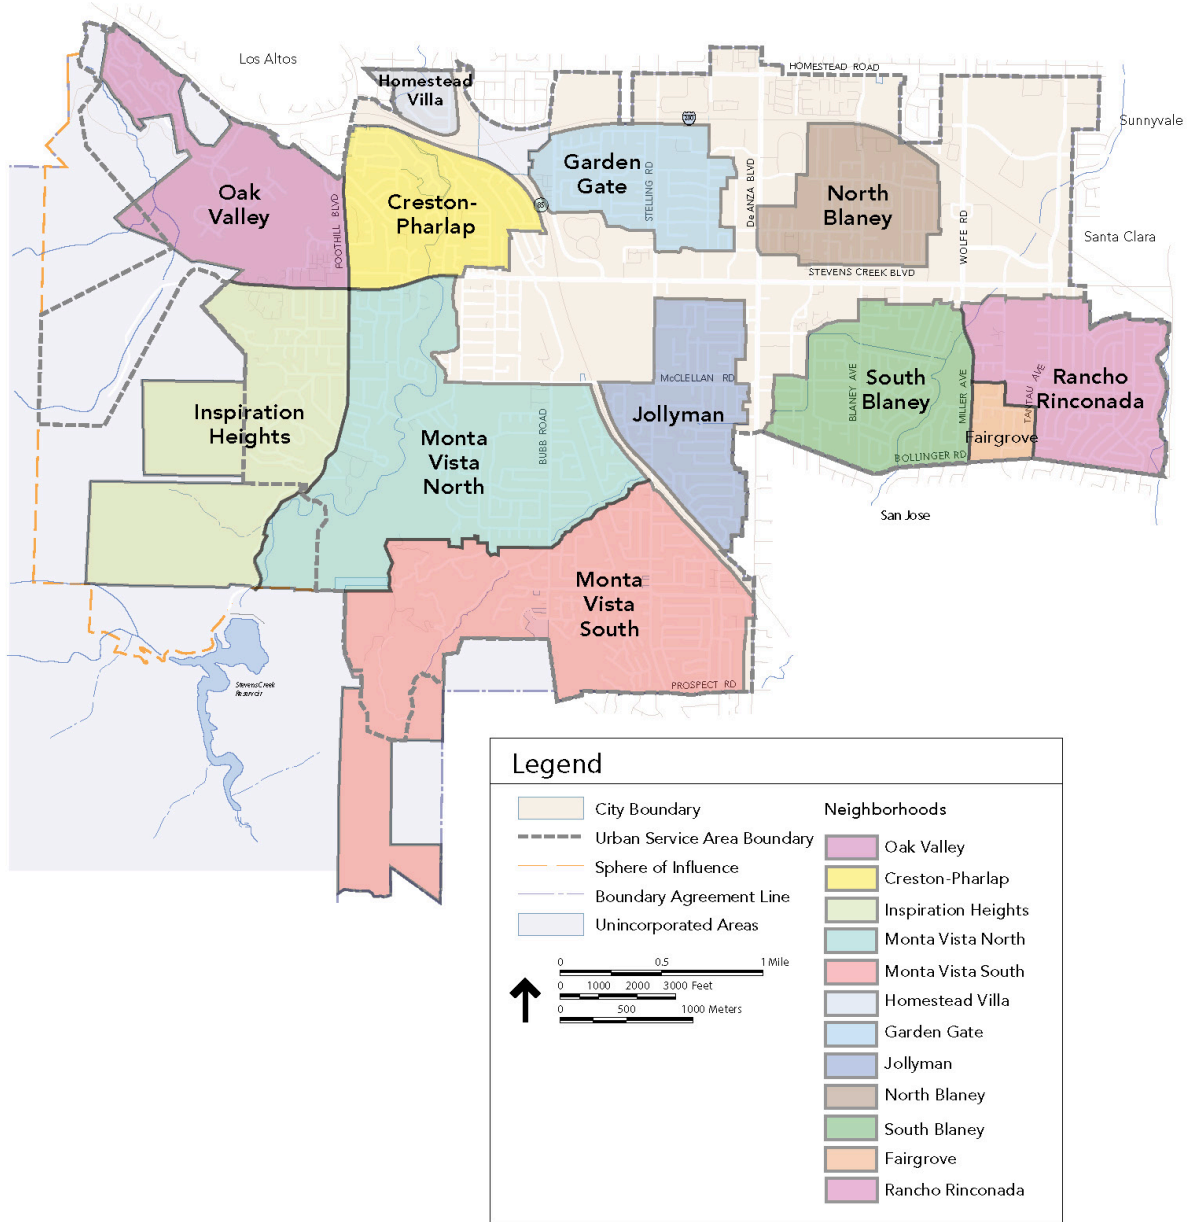 Los Altos
HOMESTEAD ROAD
Homestead
Villa
280
Sunnyvale
Garden
Gate
STELLING RD
De ANZA BLVD
North
Blaney
WOLFE RD
Oak
Valley
FOOTHILL BLVD
Creston-
Pharlap
85
Santa Clara
STEVENS CREEK BLVD
McCLELLAN RD
Jollyman
South
Blaney
BLANEY AVE
MILLER AVE
TANTAU AVE
Rancho
Rinconada
Fairgrove
BOLLINGER RD
Inspiration
Heights
Monta
Vista
North
BUBB ROAD
San Jose
Monta
Vista
South
PROSPECT RD
Stevens Creek
Reservoir
Legend
City Boundary
Urban Service Area Boundary
Sphere of Influence
Boundary Agreement Line
Unincorporated Areas
0 0.5 1 Mile
0 1000 2000 3000 Feet
0 500 1000 Meters
Neighborhoods
Oak Valley
Creston-Pharlap
Inspiration Heights
Monta Vista North
Monta Vista South
Homestead Villa
Garden Gate
Jollyman
North Blaney
South Blaney
Fairgrove
Rancho Rinconada